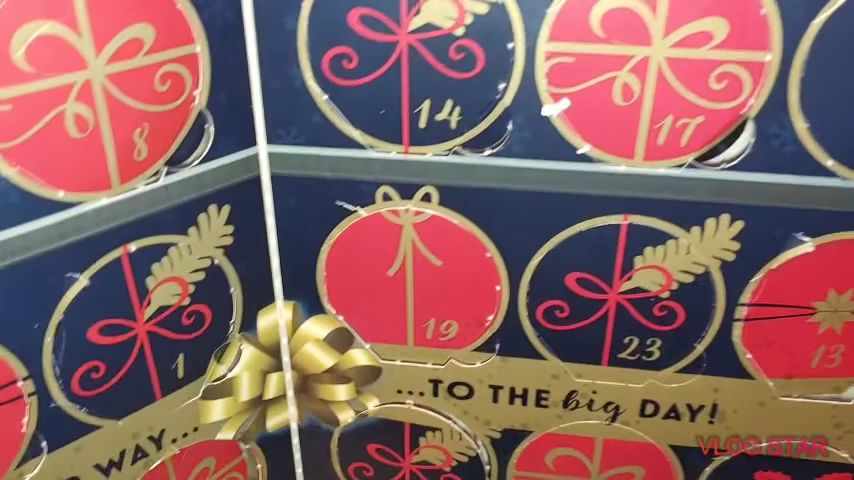 8
14
17
1
19
23
13
WAY...
...TO THE big DAY!
VLOG STAR